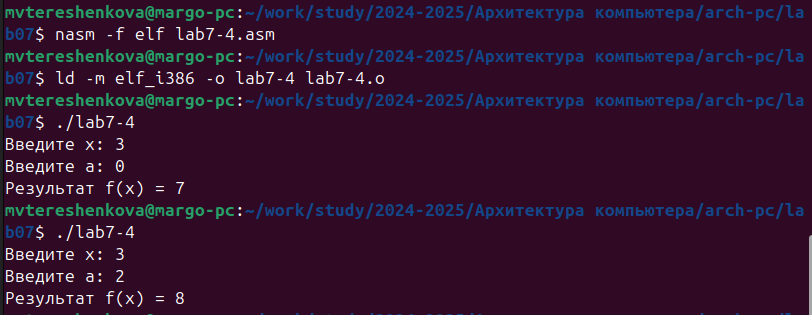 mvtereshenkova@margo-pc:~/work/study/2024-2025/Архитектура компьютера/arch-pc/la
b07$ nasm -f elf lab7-4.asm
mvtereshenkova@margo-pc:~/work/study/2024-2025/Архитектура компьютера/arch-pc/la
b07$ ld -m elf_i386 -o lab7-4 lab7-4.o
mvtereshenkova@margo-pc:~/work/study/2024-2025/Архитектура компьютера/arch-pc/la
b07$ ./lab7-4
Введите x: 3
Введите a: 0
Результат f(x) = 7
mvtereshenkova@margo-pc:~/work/study/2024-2025/Архитектура компьютера/arch-pc/la
b07$ ./lab7-4
Введите x: 3
Введите a: 2
Результат f(x) = 8